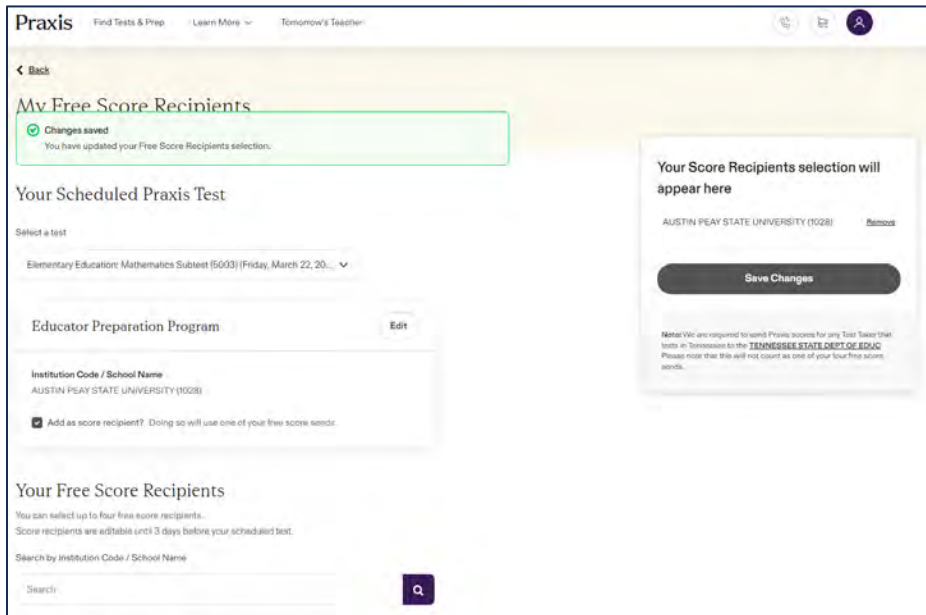 Praxis
Find Tests & Prep
Learn More
Tomorrow's Teacher
Back
My Free Score Recipients
Changes saved
You have updated your Free Score Recipients selection.
Your Scheduled Praxis Test
Select a test
Elementary Education: Mathematics Subtest (5003) (Friday, March 22, 20...
Educator Preparation Program
Edit
Institution Code / School Name
AUSTIN PEAY STATE UNIVERSITY (1028)
Add as score recipient? Doing so will use one of your free score sends.
Your Free Score Recipients
You can select up to four free score recipients.
Score recipients are editable until 3 days before your scheduled test.
Search by Institution Code / School Name
Search
Your Score Recipients selection will
appear here
AUSTIN PEAY STATE UNIVERSITY (1028)
Remove
Save Changes
Note: We are required to send Praxis scores for any Test Taker that
tests in Tennessee to the TENNESSEE STATE DEPT OF EDUC
Please note that this will not count as one of your four free score
sends.